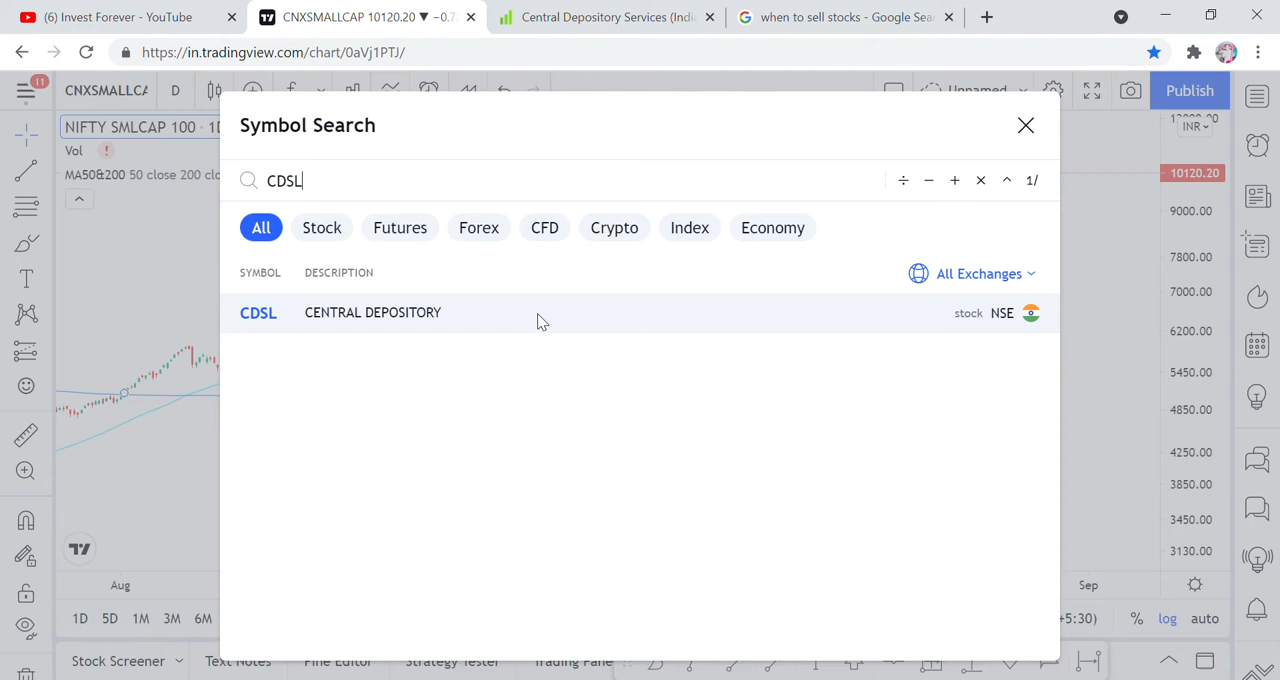 (6) Invest Forever - YouTube
CNXSMALLCAP 10120.20 ▼ −0.7
Central Depository Services (Indi
when to sell stocks - Google Sea
https://in.tradingview.com/chart/0aVj1PTJ/
11
CNXSMALLCA
D
Unnamed
Publish
NIFTY SMLCAP 100 · 1D
Vol
MA50&200 50 close 200 clo
Symbol Search
CDSL
÷ − + × ^ 1/
All
Stock
Futures
Forex
CFD
Crypto
Index
Economy
SYMBOL
DESCRIPTION
All Exchanges
CDSL
CENTRAL DEPOSITORY
stock NSE
INR
10120.20
9000.00
7800.00
7000.00
6200.00
5450.00
4850.00
4250.00
3850.00
3450.00
3130.00
Aug
Sep
1D 5D 1M 3M 6M
+5:30)
% log auto
Stock Screener
Text Notes
Pine Editor
Strategy Tester
Trading Pane